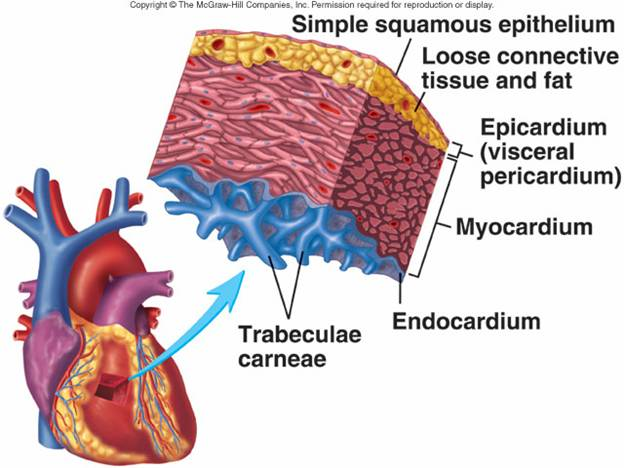 Copyright © The McGraw-Hill Companies, Inc. Permission required for reproduction or display.
Simple squamous epithelium
Loose connective
tissue and fat
Epicardium
(visceral
pericardium)
Myocardium
Endocardium
Trabeculae
carneae